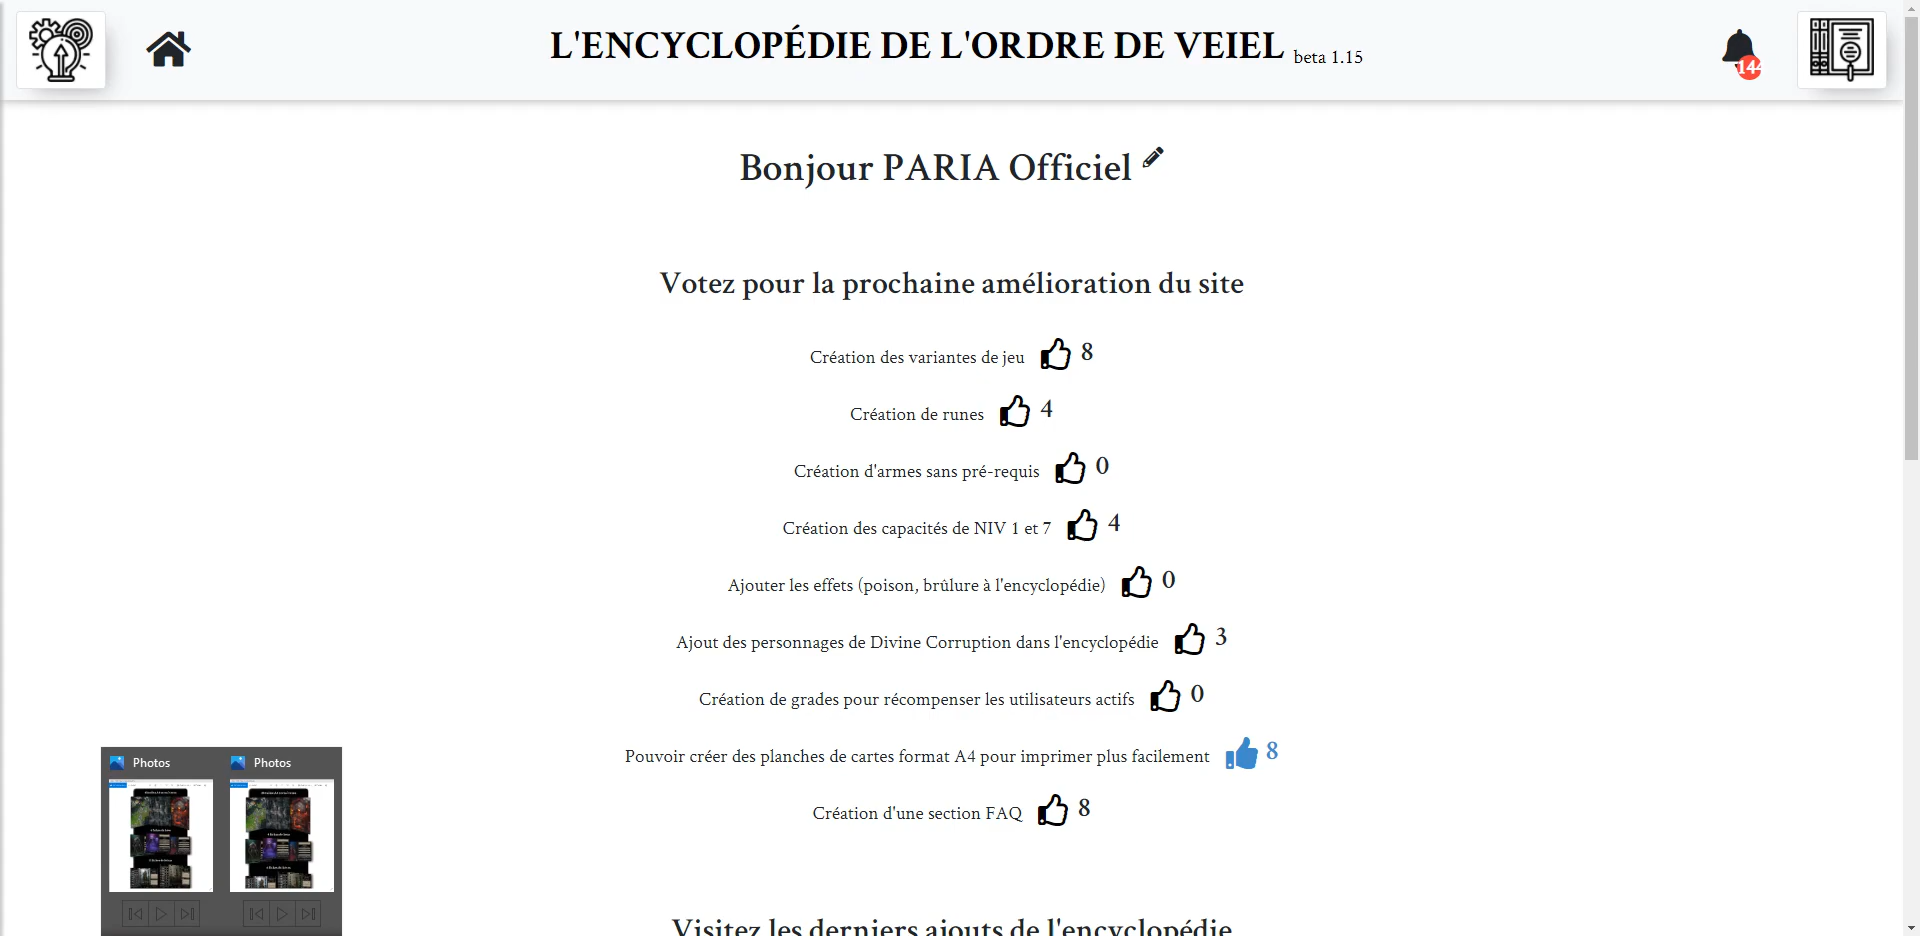 L'ENCYCLOPÉDIE DE L'ORDRE DE VEIEL beta 1.15
Bonjour PARIA Officiel
Votez pour la prochaine amélioration du site
Création des variantes de jeu 8
Création de runes 4
Création d'armes sans pré-requis 0
Création des capacités de NIV 1 et 7 4
Ajouter les effets (poison, brûlure à l'encyclopédie) 0
Ajout des personnages de Divine Corruption dans l'encyclopédie 3
Création de grades pour récompenser les utilisateurs actifs 0
Pouvoir créer des planches de cartes format A4 pour imprimer plus facilement 8
Création d'une section FAQ 8
Photos Photos
Visitez les derniers ajouts de l'encyclopédie